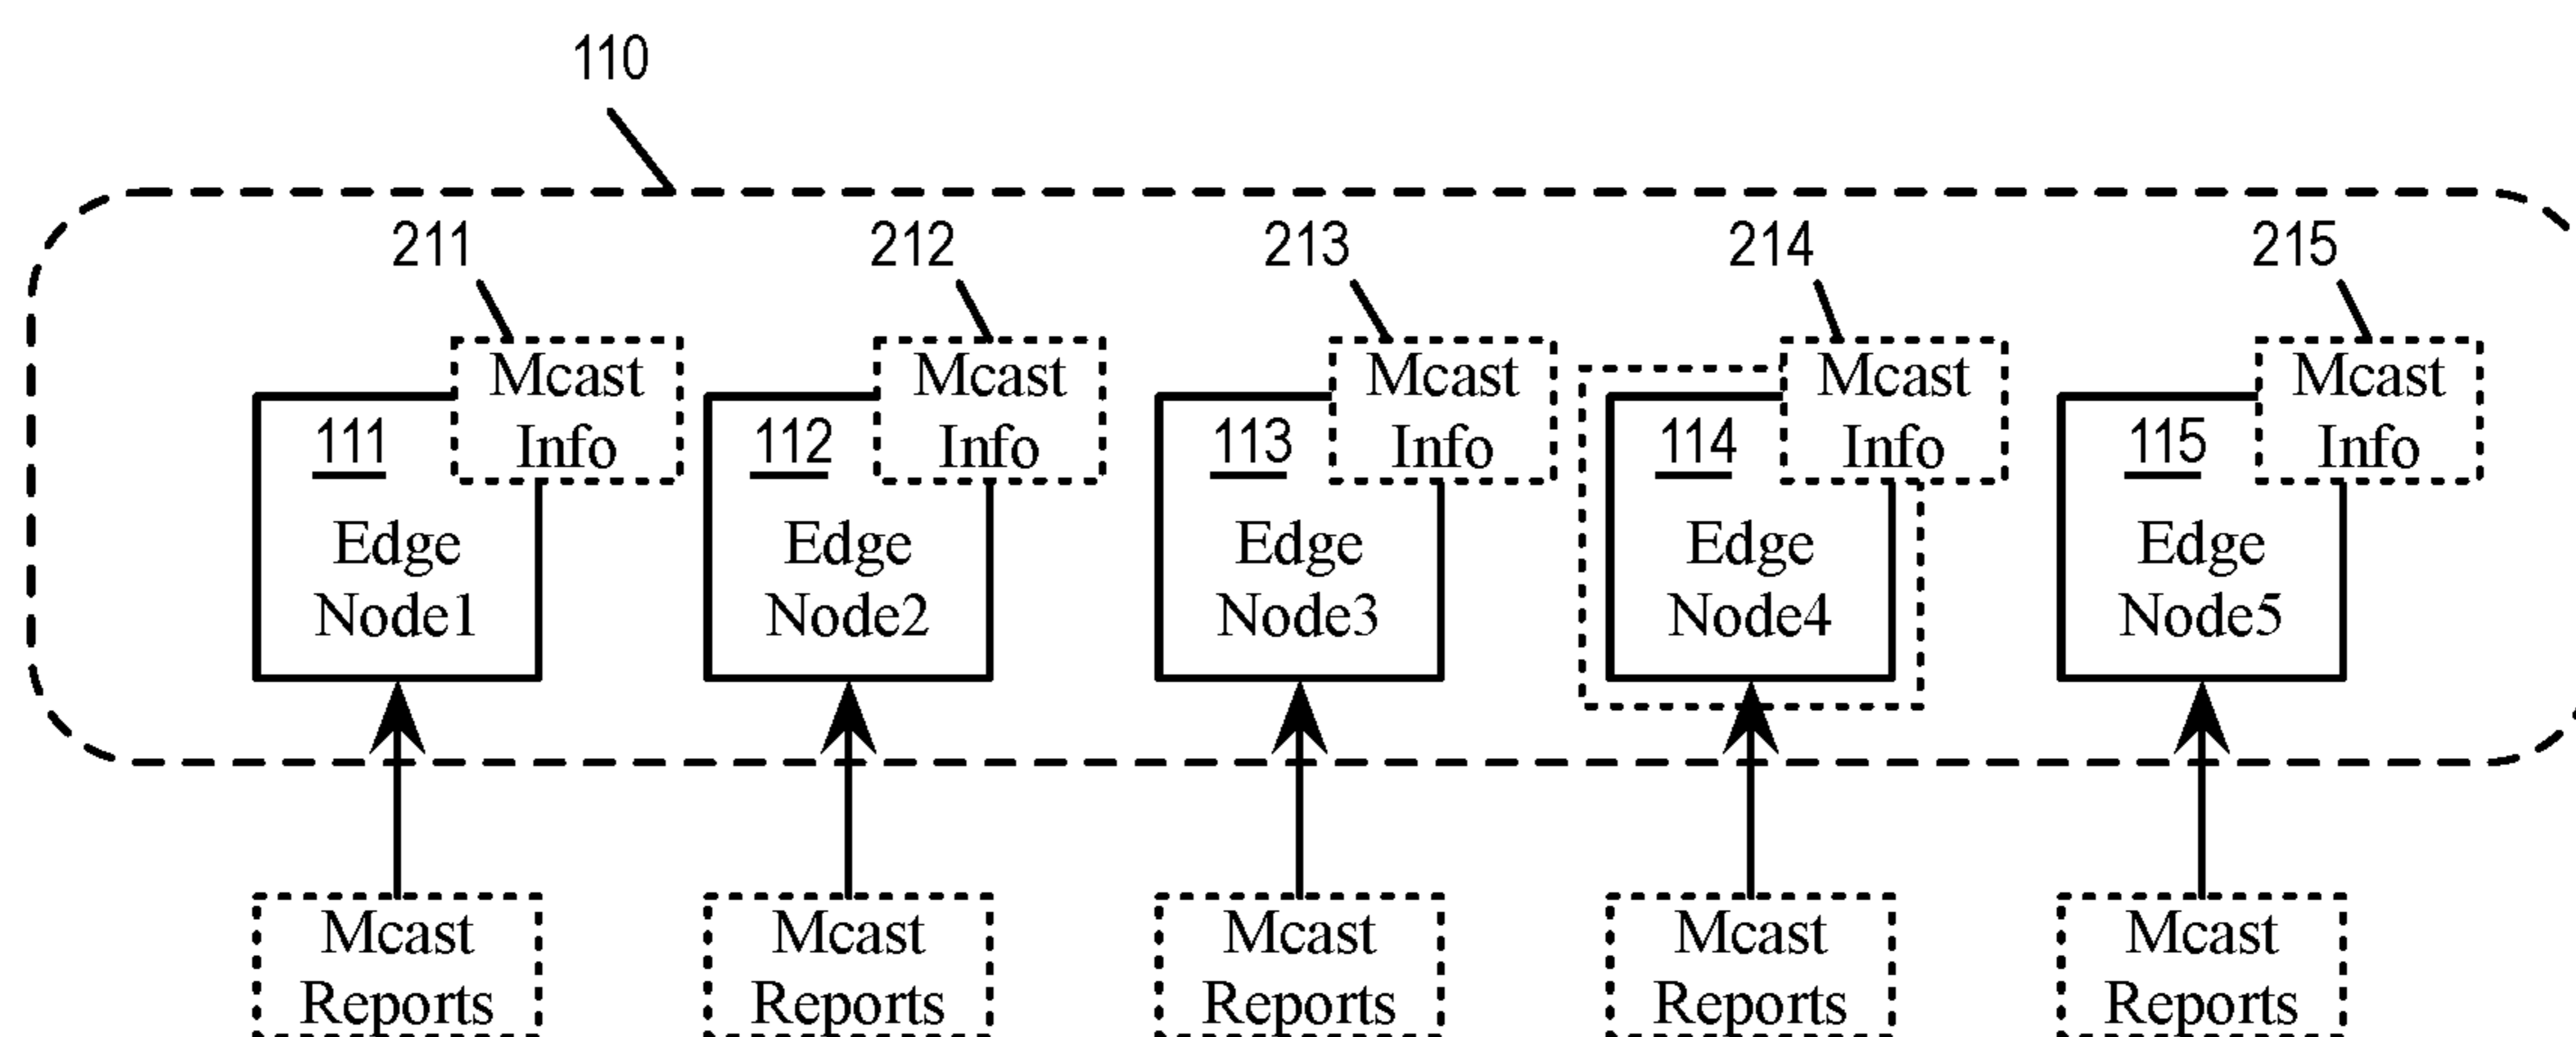 110
211 212 213 214 215
Mcast Mcast Mcast Mcast Mcast
Info Info Info Info Info
111 112 113 114 115
Edge Edge Edge Edge Edge
Node1 Node2 Node3 Node4 Node5
Mcast Mcast Mcast Mcast Mcast
Reports Reports Reports Reports Reports